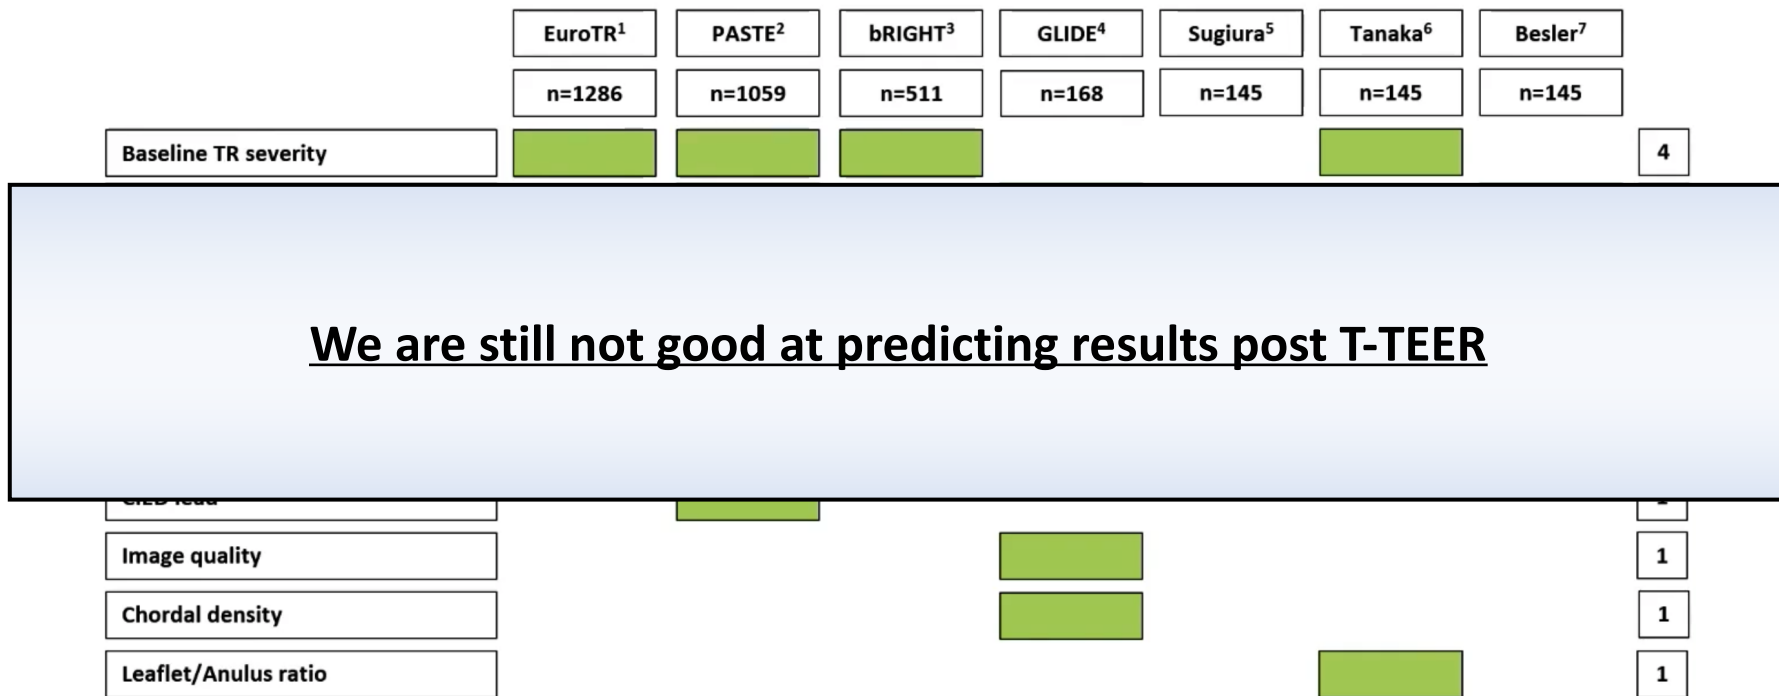 EuroTR¹ PASTE² bRIGHT³ GLIDE⁴ Sugiura⁵ Tanaka⁶ Besler⁷
n=1286 n=1059 n=511 n=168 n=145 n=145 n=145
Baseline TR severity 4
We are still not good at predicting results post T-TEER
Image quality 1
Chordal density 1
Leaflet/Anulus ratio 1